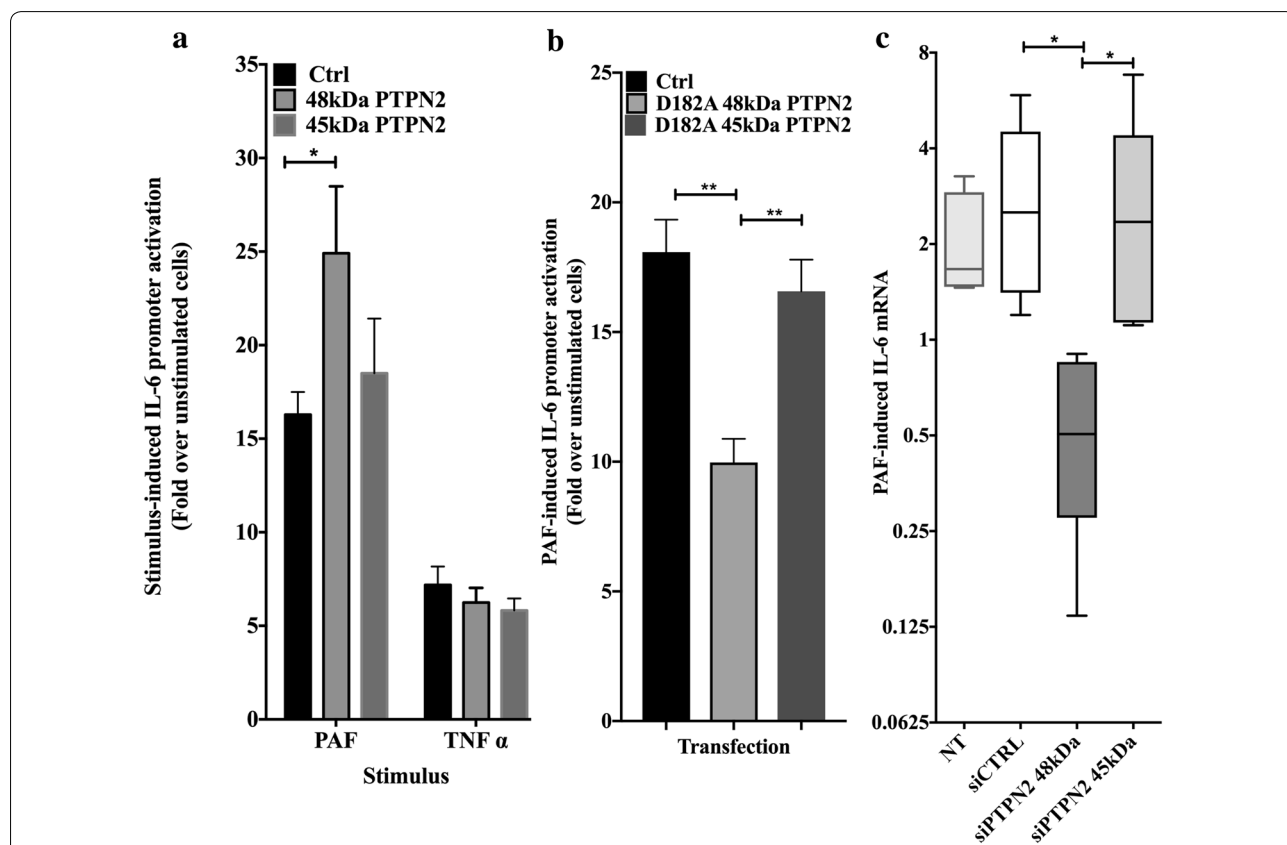 a
Stimulus-induced IL-6 promoter activation
(Fold over unstimulated cells)
35
30
25
20
15
10
5
0
Ctrl
48kDa PTPN2
45kDa PTPN2
*
PAF
TNF α
Stimulus
b
PAF-induced IL-6 promoter activation
(Fold over unstimulated cells)
25
20
15
10
5
0
Ctrl
D182A 48kDa PTPN2
D182A 45kDa PTPN2
**
**
Transfection
c
PAF-induced IL-6 mRNA
8
4
2
1
0.5
0.25
0.125
0.0625
*
*
NT
siCTRL
siPTPN2 48kDa
siPTPN2 45kDa